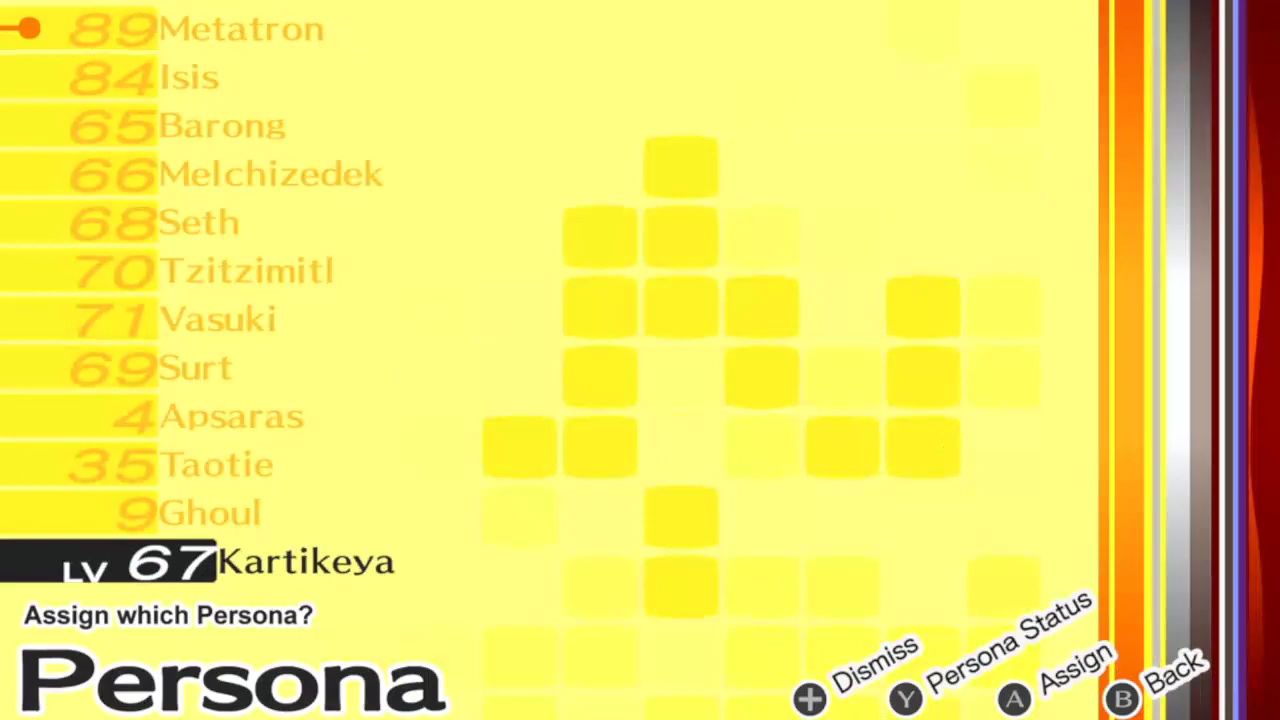 89 Metatron
84 Isis
65 Barong
66 Melchizedek
68 Seth
70 Tzitzimitl
71 Vasuki
69 Surt
4 Apsaras
35 Taotie
9 Ghoul
LV 67 Kartikeya
Assign which Persona?
Persona
+ Dismiss
Y Persona Status
A Assign
B Back